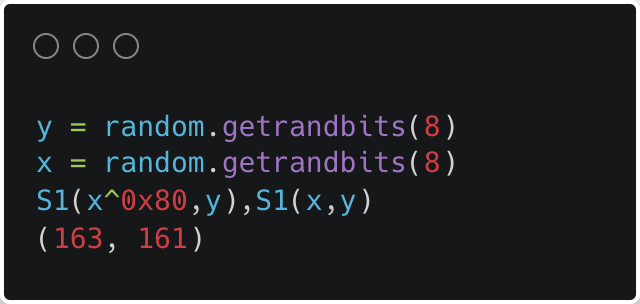 y = random.getrandbits(8)
x = random.getrandbits(8)
S1(x^0x80,y),S1(x,y)
(163, 161)